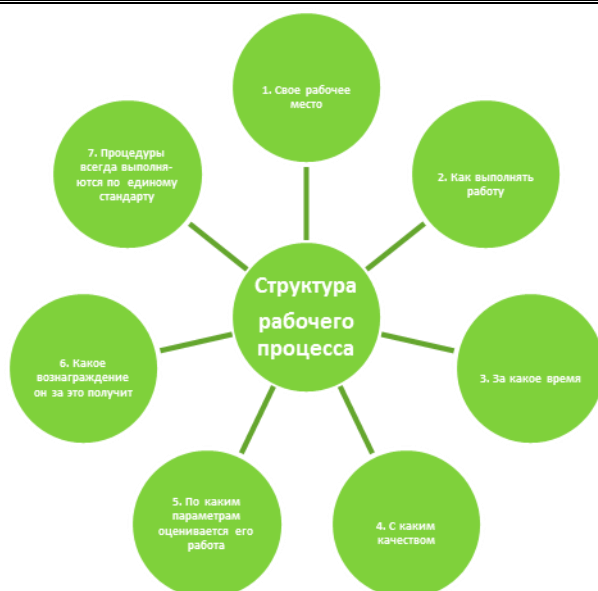 Структура
рабочего
процесса
1. Свое рабочее
место
2. Как выполнять
работу
3. За какое время
4. С каким
качеством
5. По каким
параметрам
оценивается его
работа
6. Какое
вознаграждение
он за это получит
7. Процедуры
всегда выполня-
ются по единому
стандарту